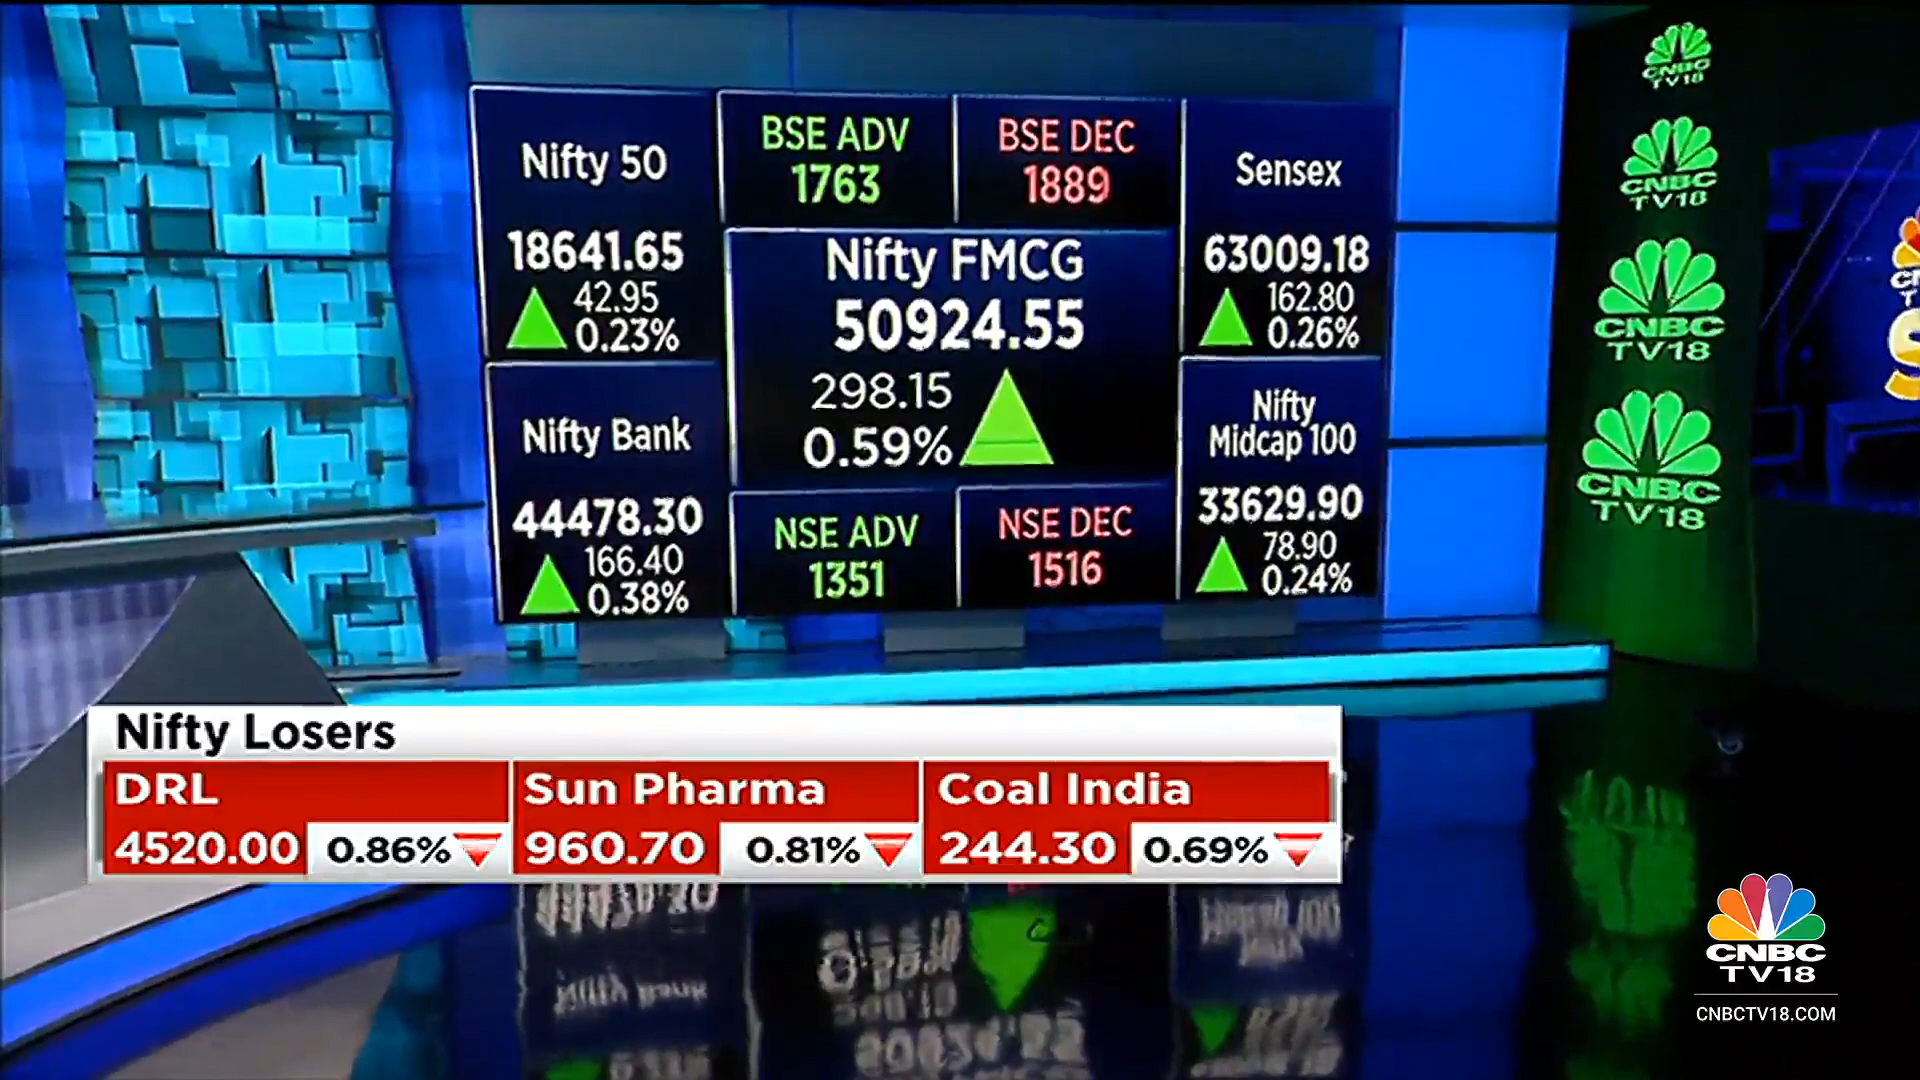 Nifty 50
18641.65
42.95
0.23%
BSE ADV
1763
BSE DEC
1889
Sensex
63009.18
162.80
0.26%
Nifty FMCG
50924.55
298.15
0.59%
Nifty Bank
44478.30
166.40
0.38%
NSE ADV
1351
NSE DEC
1516
Nifty
Midcap 100
33629.90
78.90
0.24%
CNBC
TV18
CNBC
TV18
CNBC
TV18
CNBC
TV18
Nifty Losers
DRL
4520.00 0.86%
Sun Pharma
960.70 0.81%
Coal India
244.30 0.69%
CNBC
TV18
CNBCTV18.COM